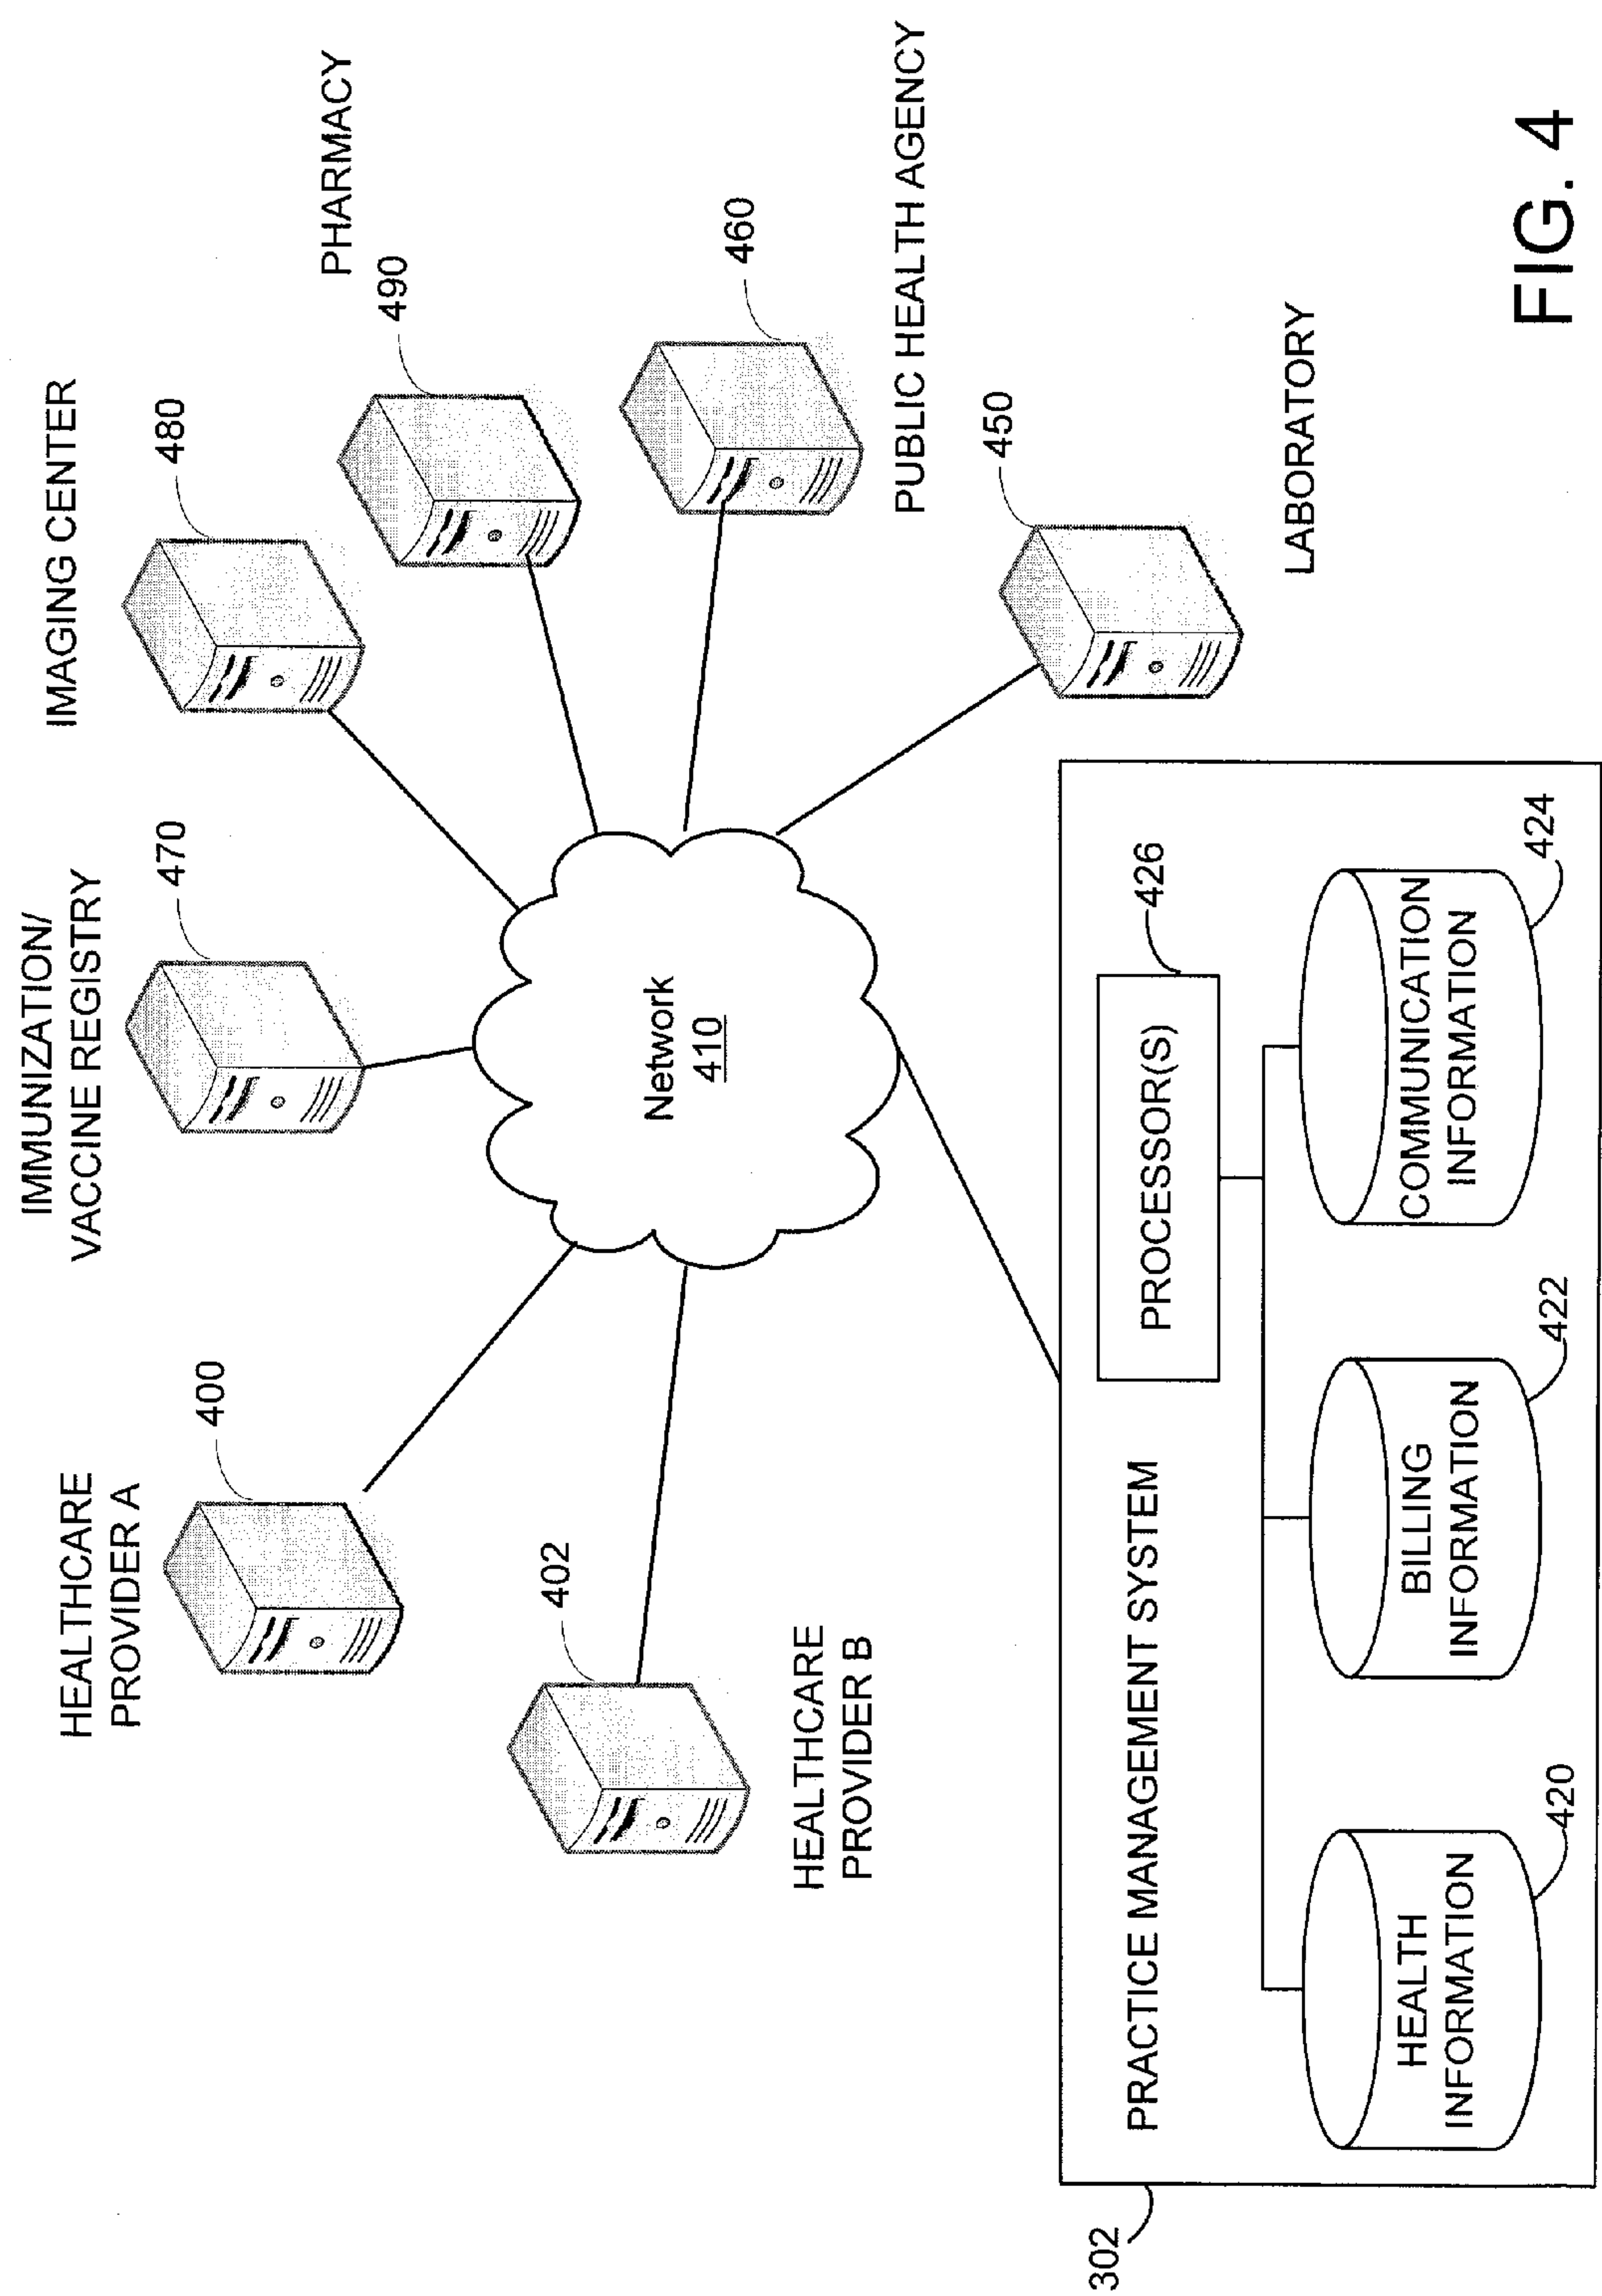 IMMUNIZATION/
VACCINE REGISTRY
470
IMAGING CENTER
480
PHARMACY
490
HEALTHCARE
PROVIDER A
400
402
HEALTHCARE
PROVIDER B
Network
410
460
PUBLIC HEALTH AGENCY
450
LABORATORY
302
PRACTICE MANAGEMENT SYSTEM
PROCESSOR(S)
426
HEALTH
INFORMATION
420
BILLING
INFORMATION
422
COMMUNICATION
INFORMATION
424
FIG. 4